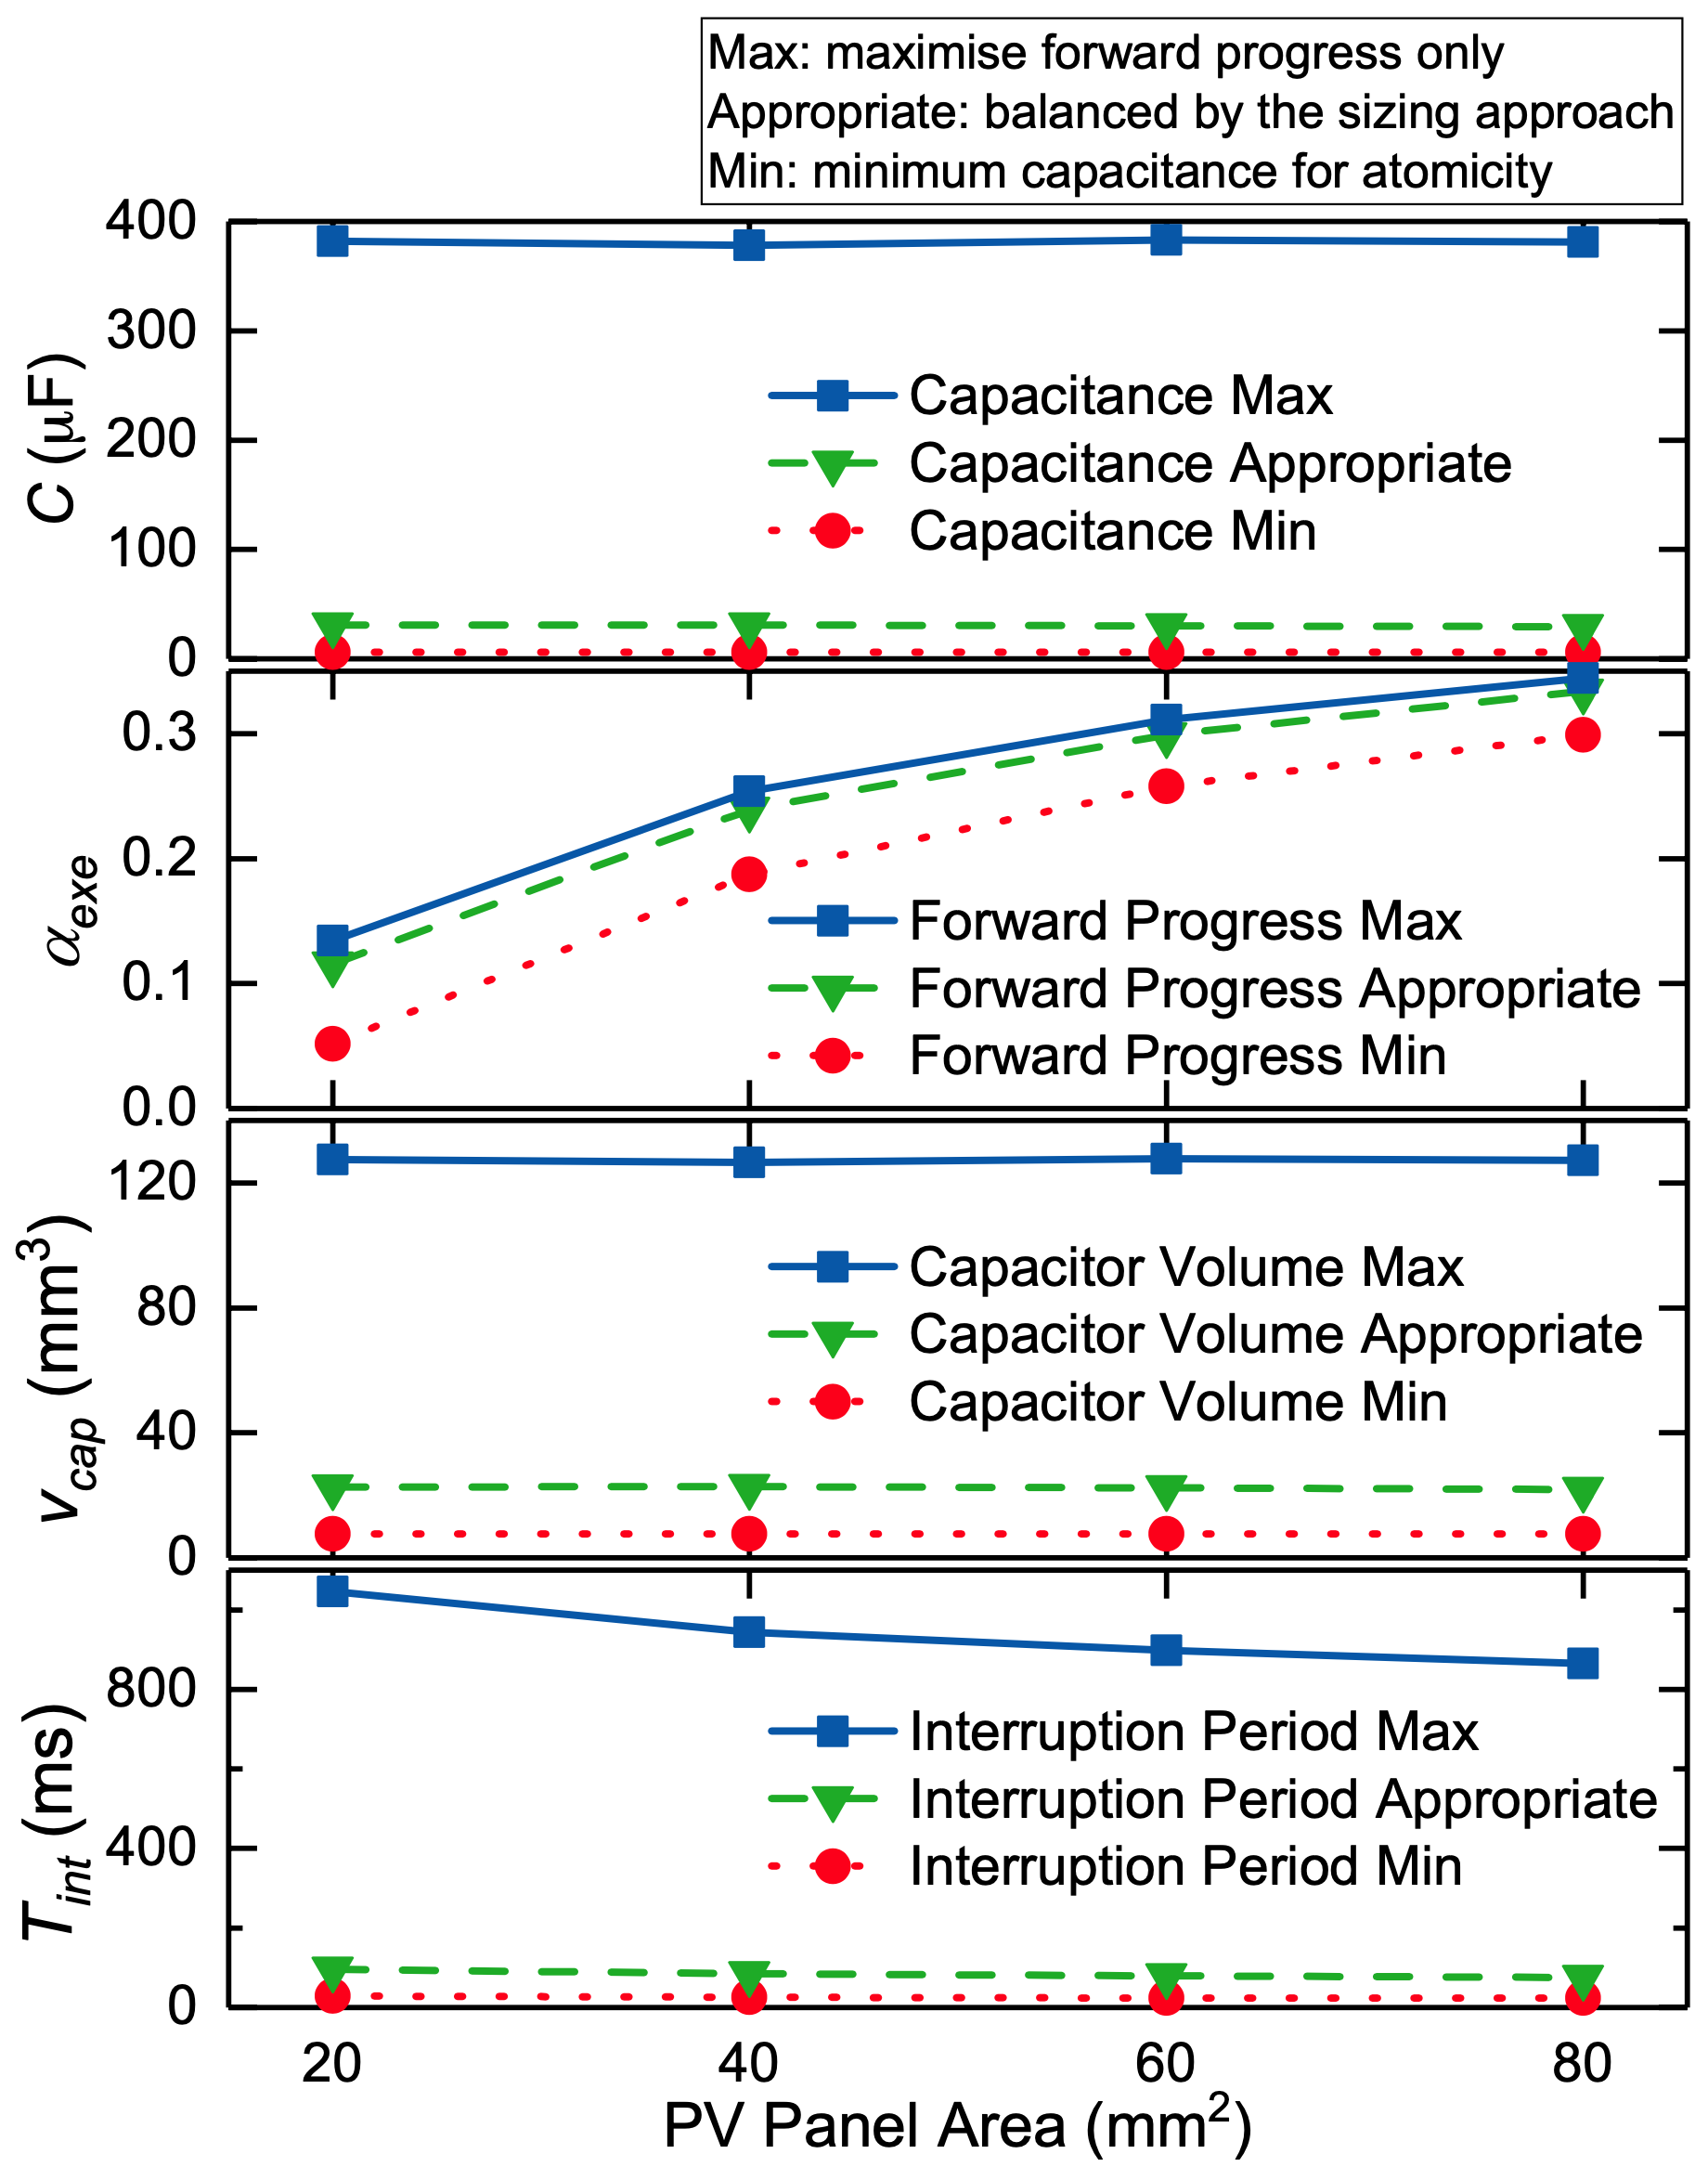 Max: maximise forward progress only
Appropriate: balanced by the sizing approach
Min: minimum capacitance for atomicity
400
300
200
100
0
C (μF)
Capacitance Max
Capacitance Appropriate
Capacitance Min
0.3
0.2
0.1
0.0
αexe
Forward Progress Max
Forward Progress Appropriate
Forward Progress Min
120
80
40
0
vcap (mm³)
Capacitor Volume Max
Capacitor Volume Appropriate
Capacitor Volume Min
800
400
0
Tint (ms)
Interruption Period Max
Interruption Period Appropriate
Interruption Period Min
20 40 60 80
PV Panel Area (mm²)